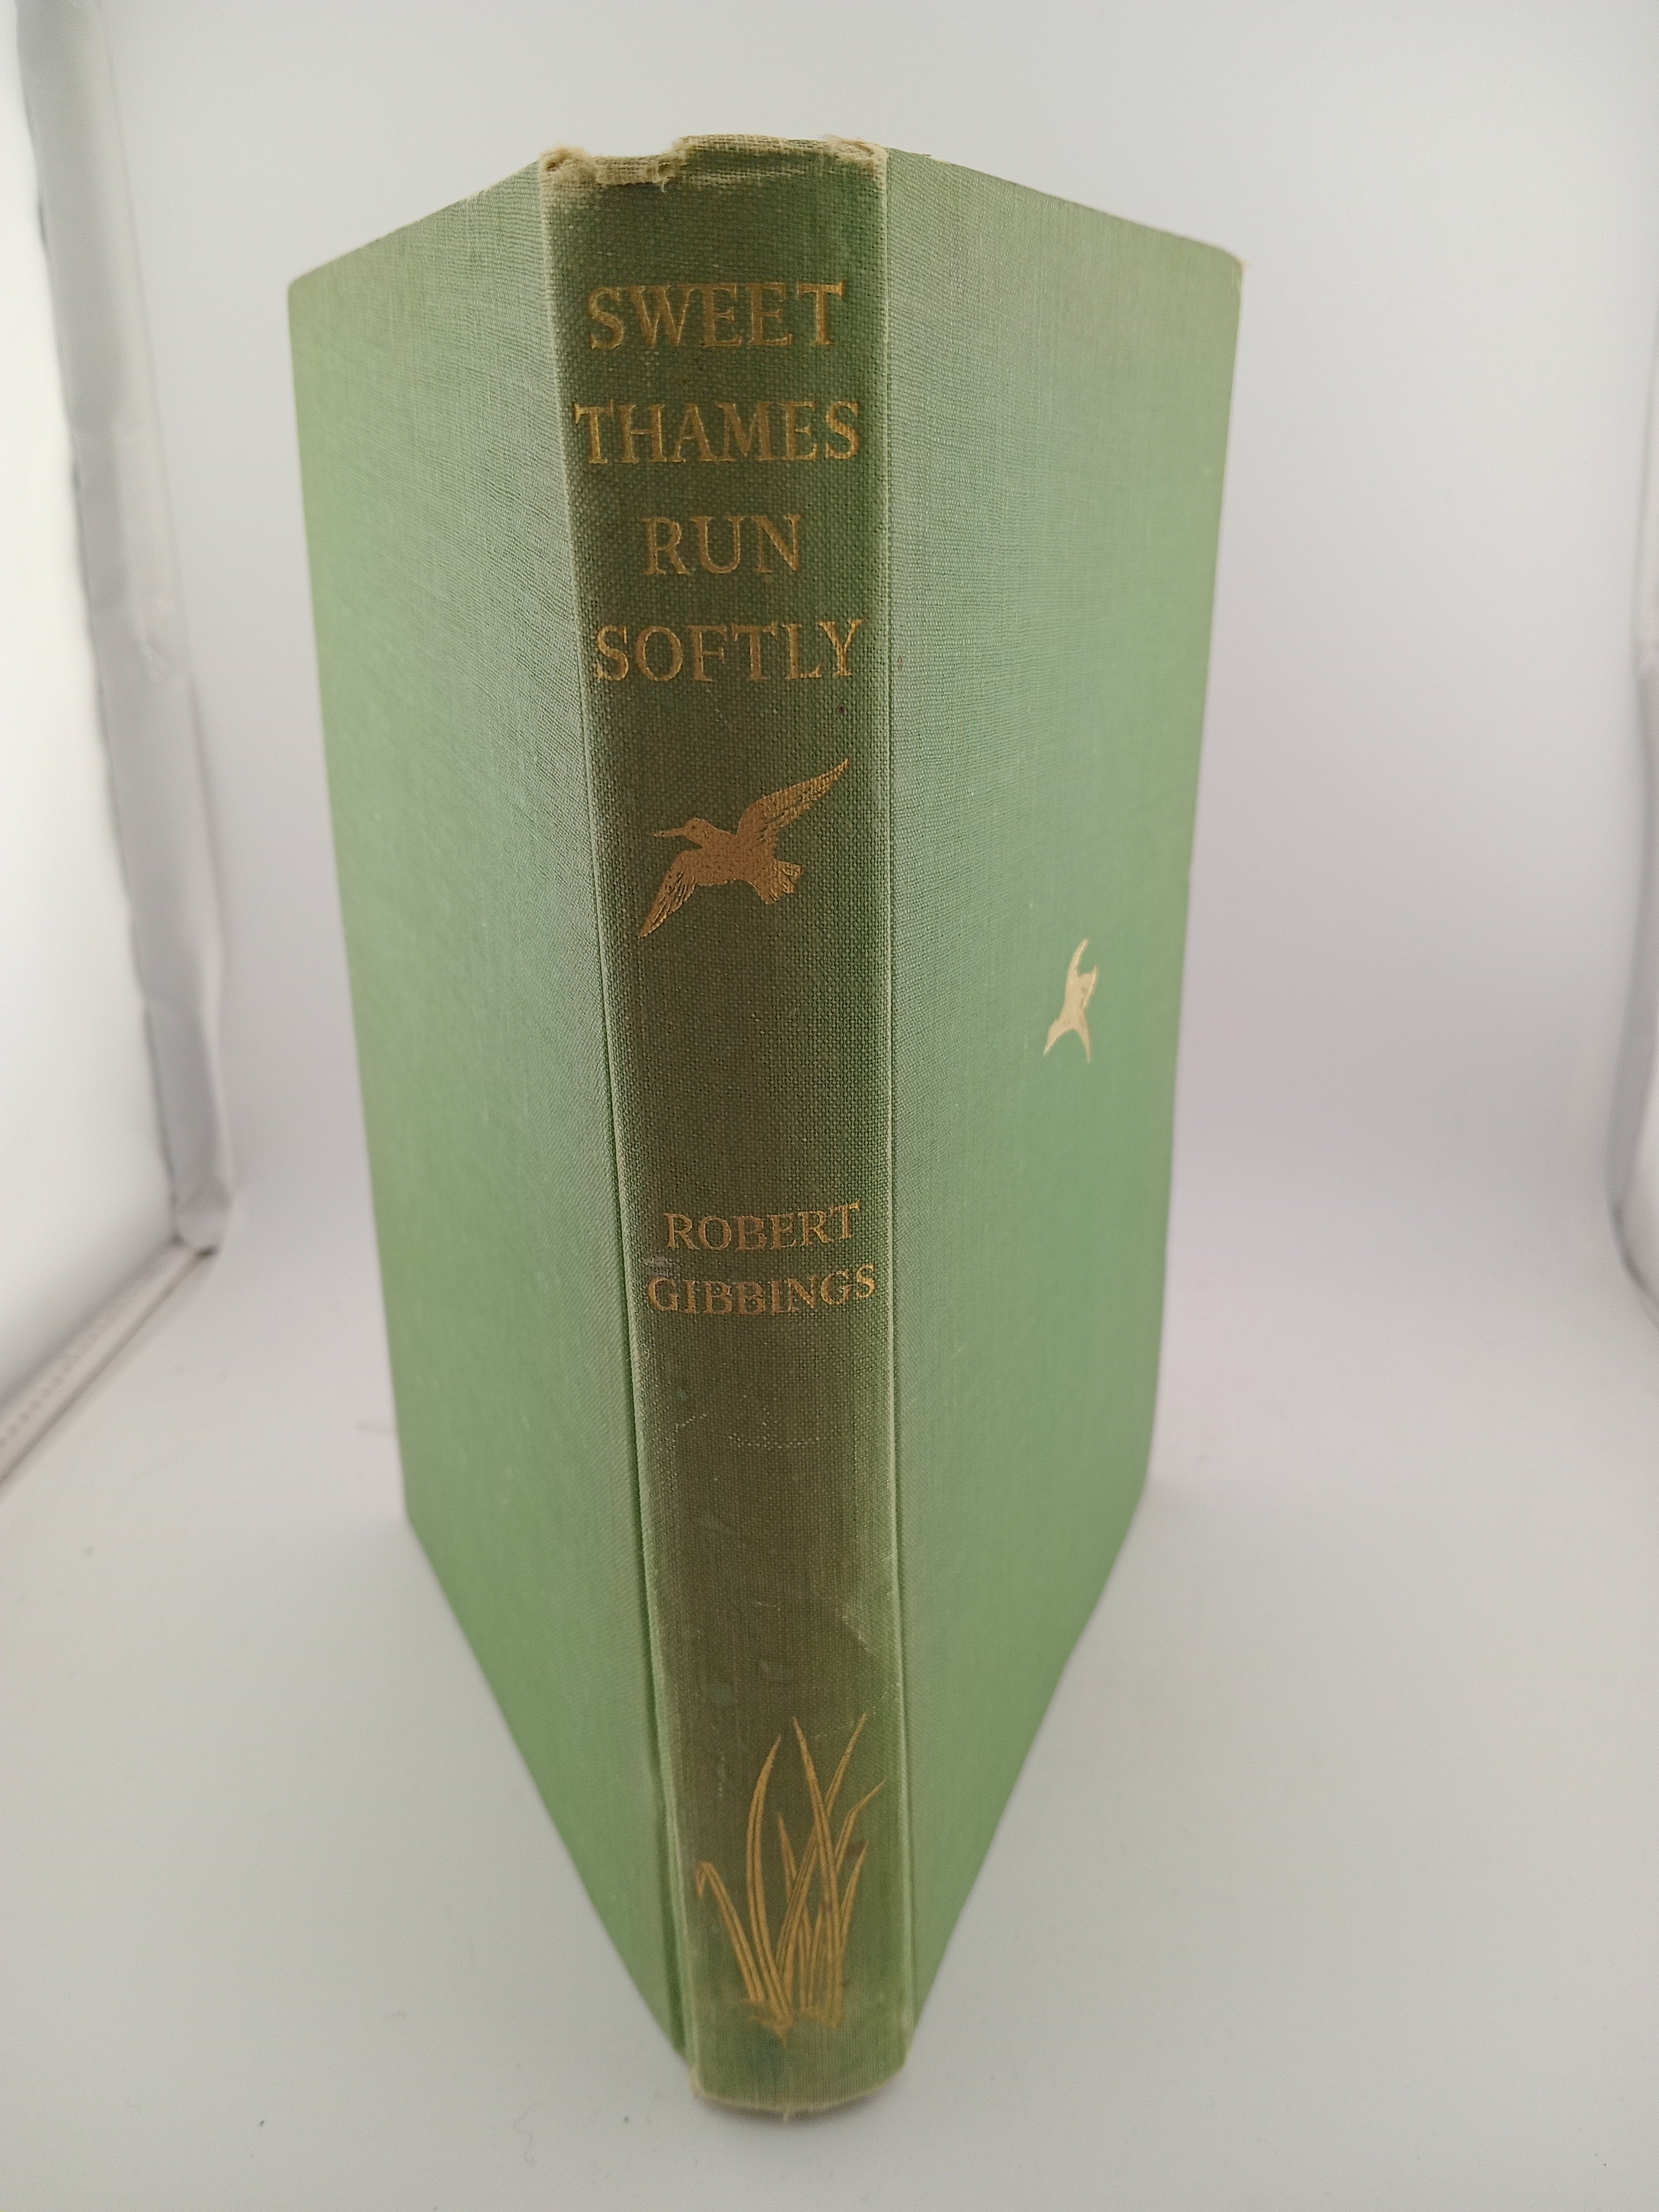 SWEET
THAMES
RUN
SOFTLY
ROBERT
GIBBINGS